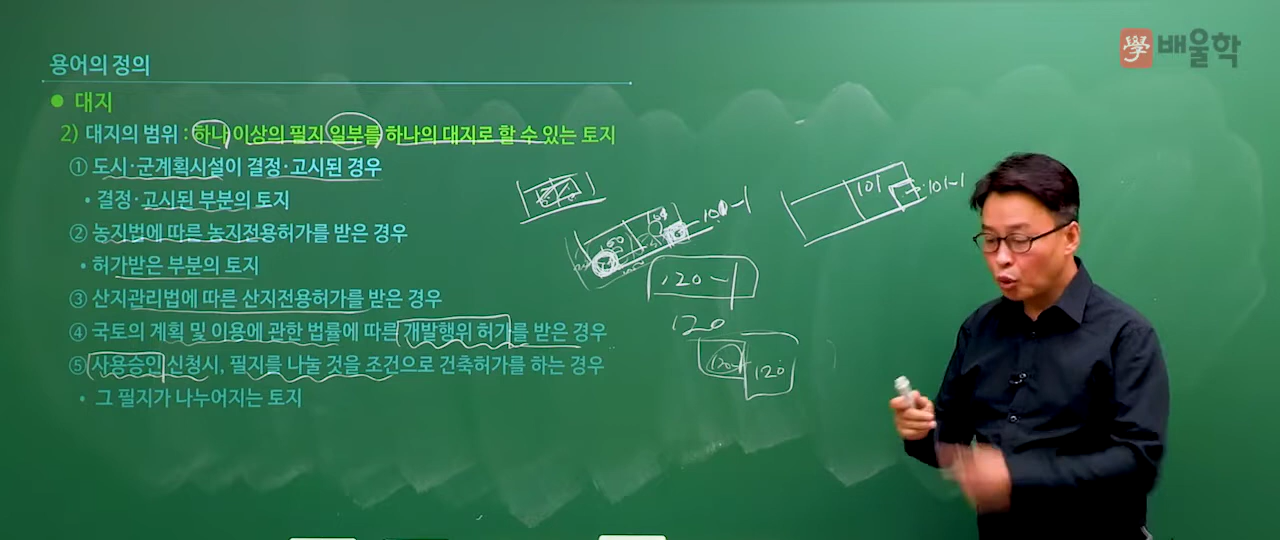 용어의 정의
學 배울학
● 대지
2) 대지의 범위 : 하나 이상의 필지 일부를 하나의 대지로 할 수 있는 토지
① 도시·군계획시설이 결정·고시된 경우
• 결정·고시된 부분의 토지
② 농지법에 따른 농지전용허가를 받은 경우
• 허가받은 부분의 토지
③ 산지관리법에 따른 산지전용허가를 받은 경우
④ 국토의 계획 및 이용에 관한 법률에 따른 개발행위 허가를 받은 경우
⑤ 사용승인 신청시, 필지를 나눌 것을 조건으로 건축허가를 하는 경우
• 그 필지가 나누어지는 토지
101
101-1
120-1
120
120